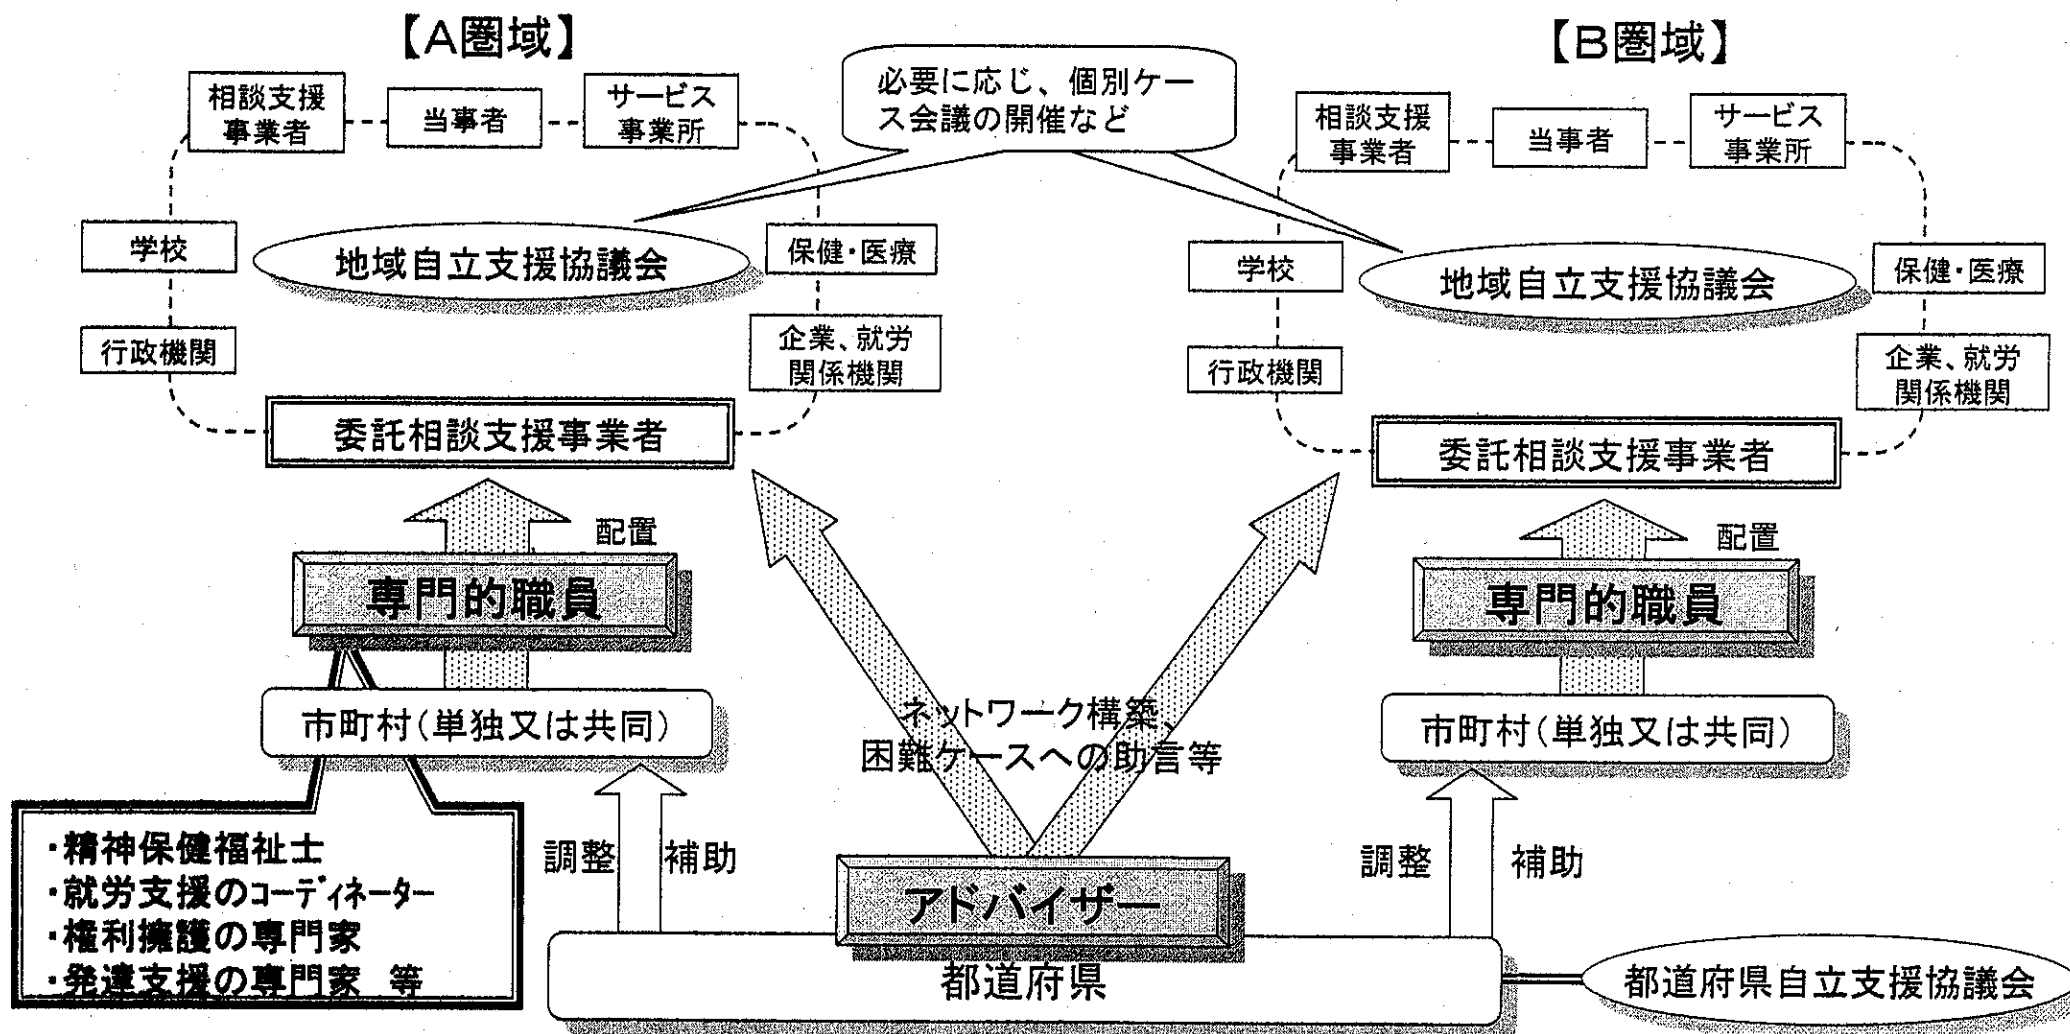 【A圏域】
【B圏域】
必要に応じ、個別ケー
ス会議の開催など
相談支援
事業者
当事者
サービス
事業所
学校
地域自立支援協議会
保健・医療
行政機関
企業、就労
関係機関
委託相談支援事業者
配置
専門的職員
市町村(単独又は共同)
相談支援
事業者
当事者
サービス
事業所
学校
地域自立支援協議会
保健・医療
行政機関
企業、就労
関係機関
委託相談支援事業者
配置
専門的職員
市町村(単独又は共同)
ネットワーク構築、
困難ケースへの助言等
・精神保健福祉士
・就労支援のコーディネーター
・権利擁護の専門家
・発達支援の専門家 等
調整
補助
調整
補助
アドバイザー
都道府県
都道府県自立支援協議会